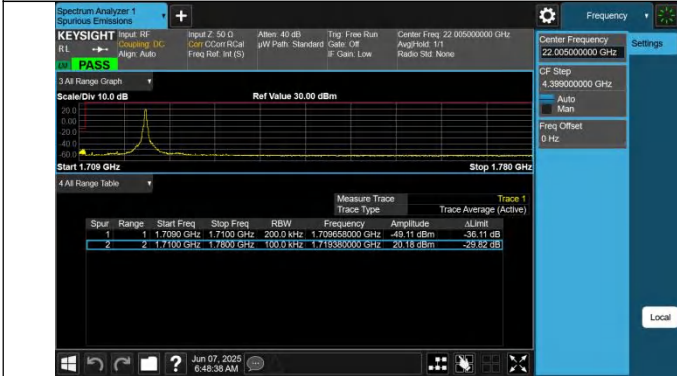 Spectrum Analyzer 1
Spurious Emissions
+
Frequency
KEYSIGHT Input: RF Input Z: 50 Ω Atten: 40 dB Trig: Free Run Center Freq: 22.005000000 GHz
RL Coupling: DC Corr CCorr RCal µW Path: Standard Gate: Off Avg|Hold: 1/1
Align: Auto Freq Ref: Int (S) IF Gain: Low Radio Std: None
PASS
Center Frequency
22.005000000 GHz
Settings
CF Step
4.399000000 GHz
Auto
Man
Freq Offset
0 Hz
3 All Range Graph
Scale/Div 10.0 dB Ref Value 30.00 dBm
20.0
0.00
-20.0
-40.0
-60.0
Start 1.709 GHz Stop 1.780 GHz
4 All Range Table
Measure Trace Trace 1
Trace Type Trace Average (Active)
Spur Range Start Freq Stop Freq RBW Frequency Amplitude ΔLimit
1 1 1.7090 GHz 1.7100 GHz 200.0 kHz 1.709658000 GHz -49.11 dBm -36.11 dB
2 2 1.7100 GHz 1.7800 GHz 100.0 kHz 1.719380000 GHz 20.18 dBm -29.82 dB
Local
? Jun 07, 2025
6:48:38 AM